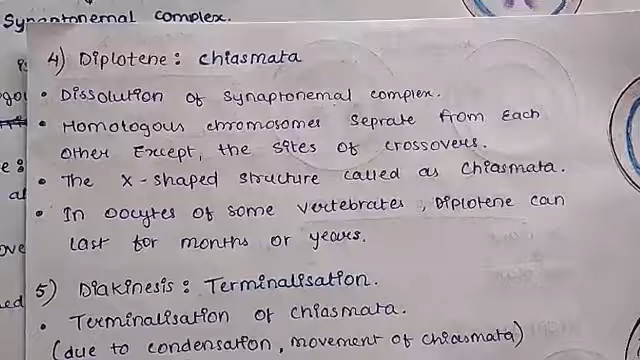 Synaptonemal complex.
4) Diplotene: Chiasmata
• Dissolution of synaptonemal complex.
• Homologous chromosomes seprate from each
other Except, the sites of crossovers.
• The X-shaped structure called as Chiasmata.
• In oocytes of some vertebrates, Diplotene can
last for months or years.
5) Diakinesis: Terminalisation.
• Terminalisation of chiasmata.
(due to condensation, movement of chiasmata)